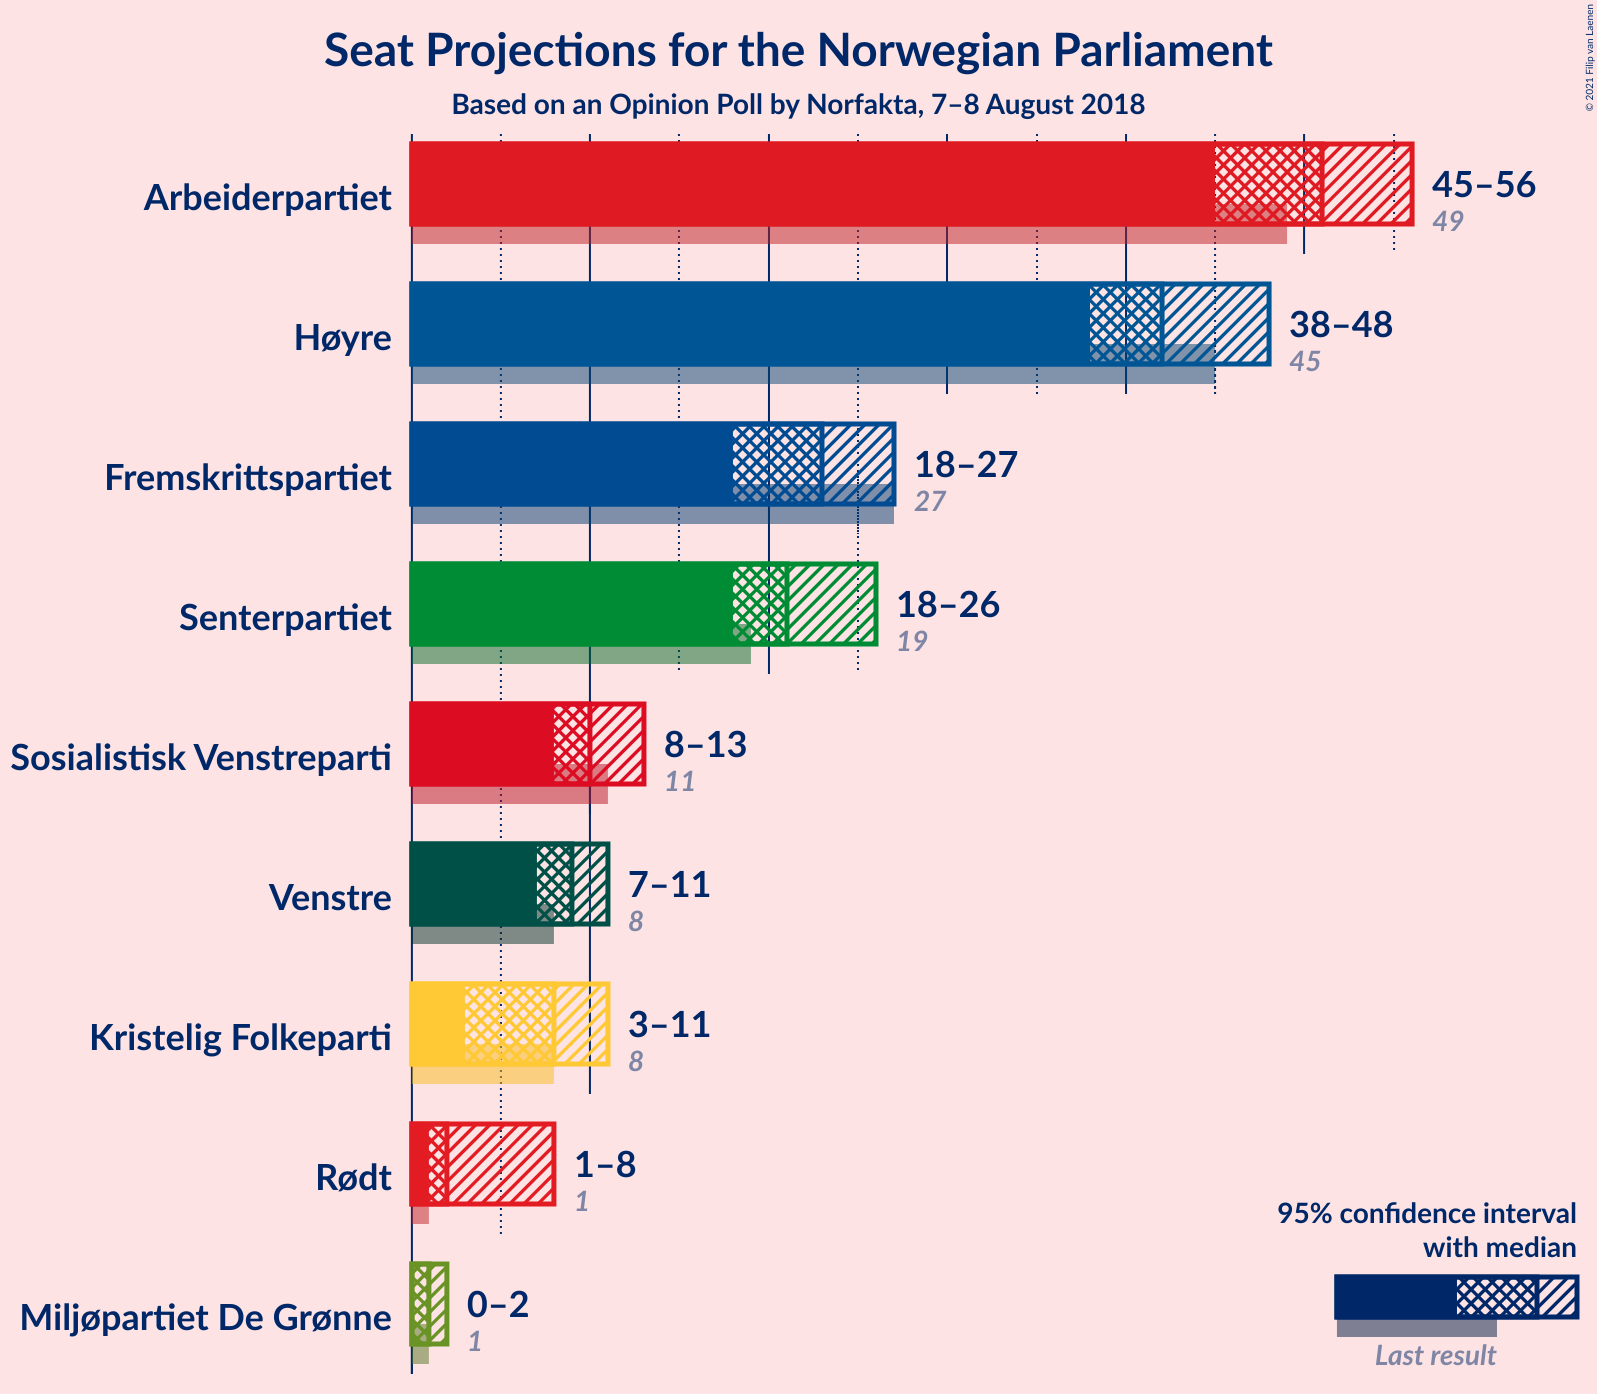 Seat Projections for the Norwegian Parliament
Based on an Opinion Poll by Norfakta, 7–8 August 2018
© 2021 Filip van Laenen
Arbeiderpartiet
45–56
49
Høyre
38–48
45
Fremskrittspartiet
18–27
27
Senterpartiet
18–26
19
Sosialistisk Venstreparti
8–13
11
Venstre
7–11
8
Kristelig Folkeparti
3–11
8
Rødt
1–8
1
Miljøpartiet De Grønne
0–2
1
95% confidence interval
with median
Last result